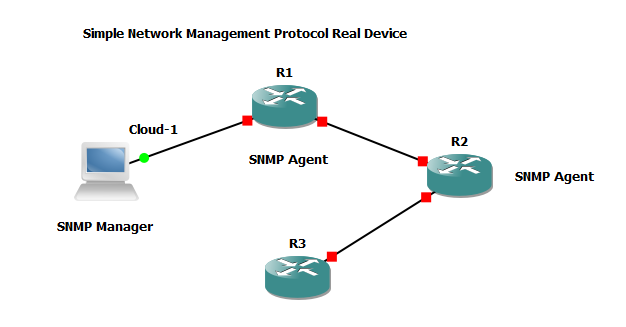 Simple Network Management Protocol Real Device
R1
Cloud-1
R2
SNMP Agent
SNMP Agent
SNMP Manager
R3